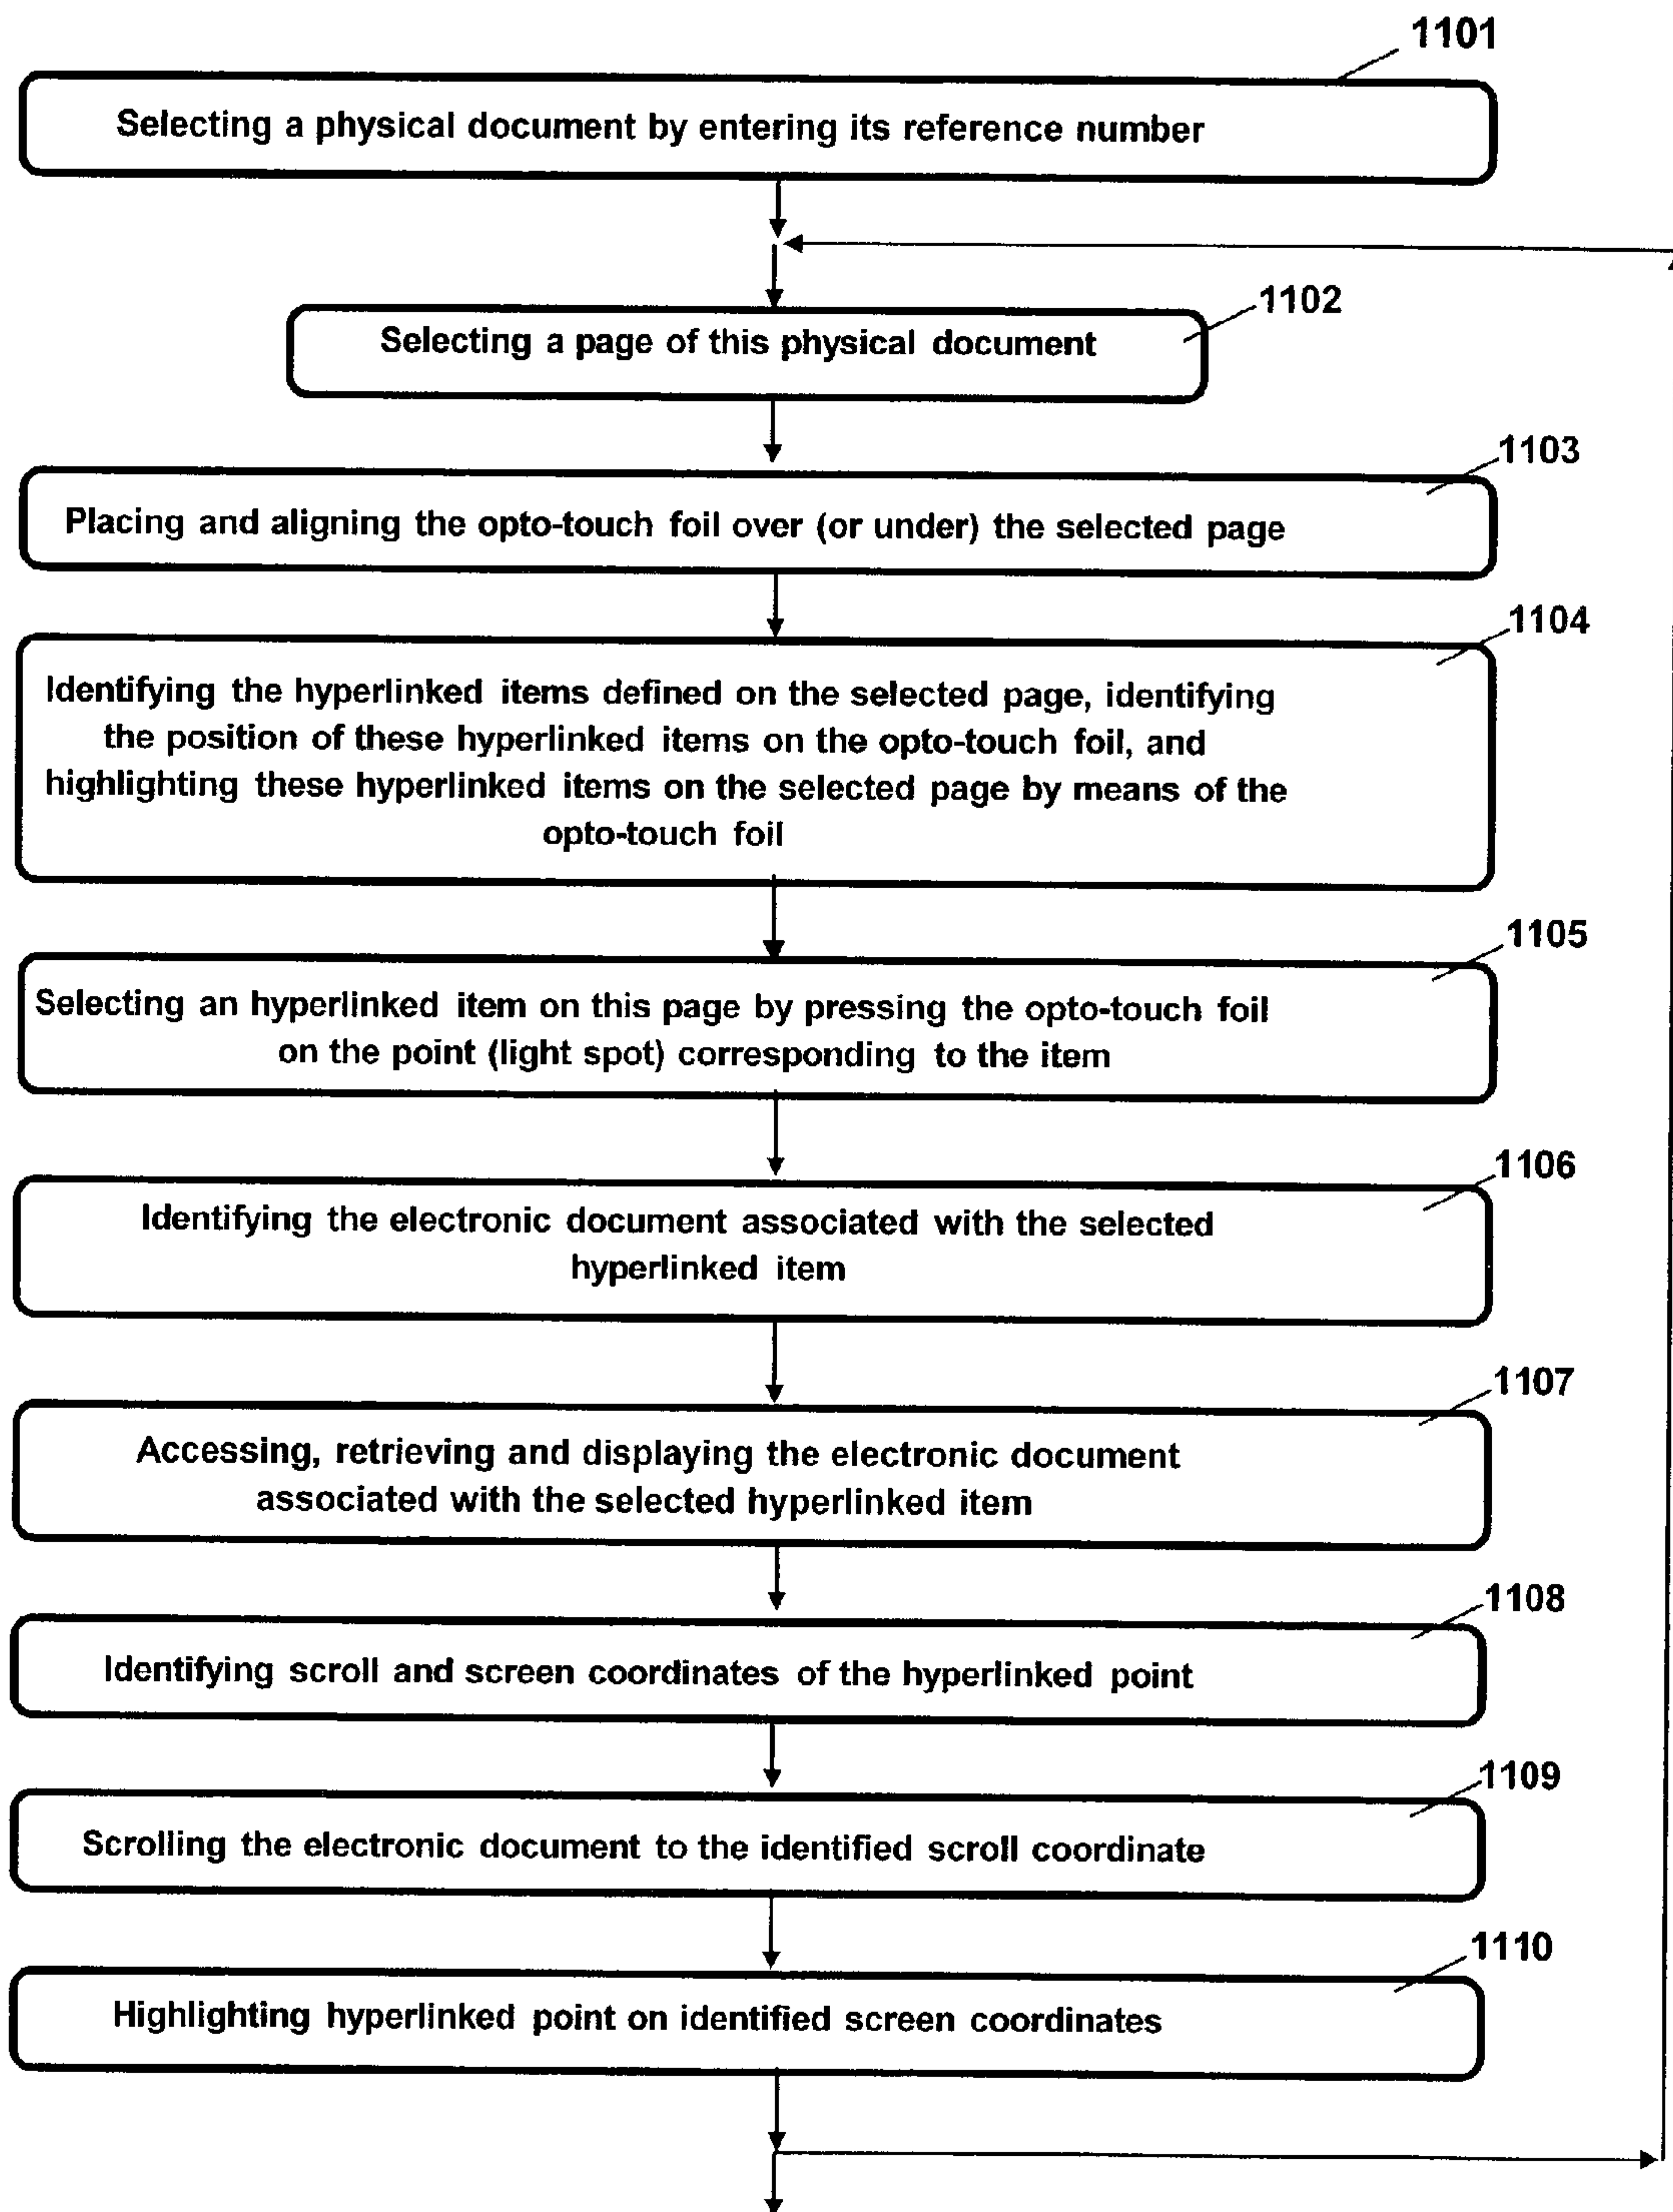 1101
Selecting a physical document by entering its reference number
1102
Selecting a page of this physical document
1103
Placing and aligning the opto-touch foil over (or under) the selected page
1104
Identifying the hyperlinked items defined on the selected page, identifying
the position of these hyperlinked items on the opto-touch foil, and
highlighting these hyperlinked items on the selected page by means of the
opto-touch foil
1105
Selecting an hyperlinked item on this page by pressing the opto-touch foil
on the point (light spot) corresponding to the item
1106
Identifying the electronic document associated with the selected
hyperlinked item
1107
Accessing, retrieving and displaying the electronic document
associated with the selected hyperlinked item
1108
Identifying scroll and screen coordinates of the hyperlinked point
1109
Scrolling the electronic document to the identified scroll coordinate
1110
Highlighting hyperlinked point on identified screen coordinates